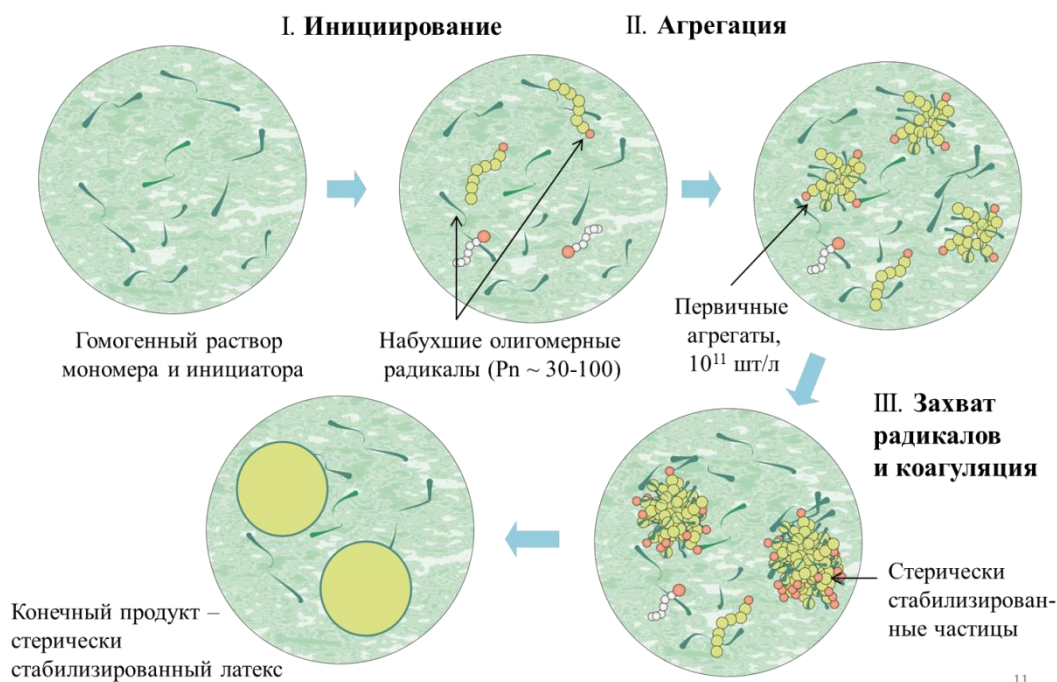 I. Инициирование
II. Агрегация
Гомогенный раствор
мономера и инициатора
Набухшие олигомерные
радикалы (Pn ~ 30-100)
Первичные
агрегаты,
10¹¹ шт/л
III. Захват
радикалов
и коагуляция
Стерически
стабилизирован-
ные частицы
Конечный продукт –
стерически
стабилизированный латекс
11